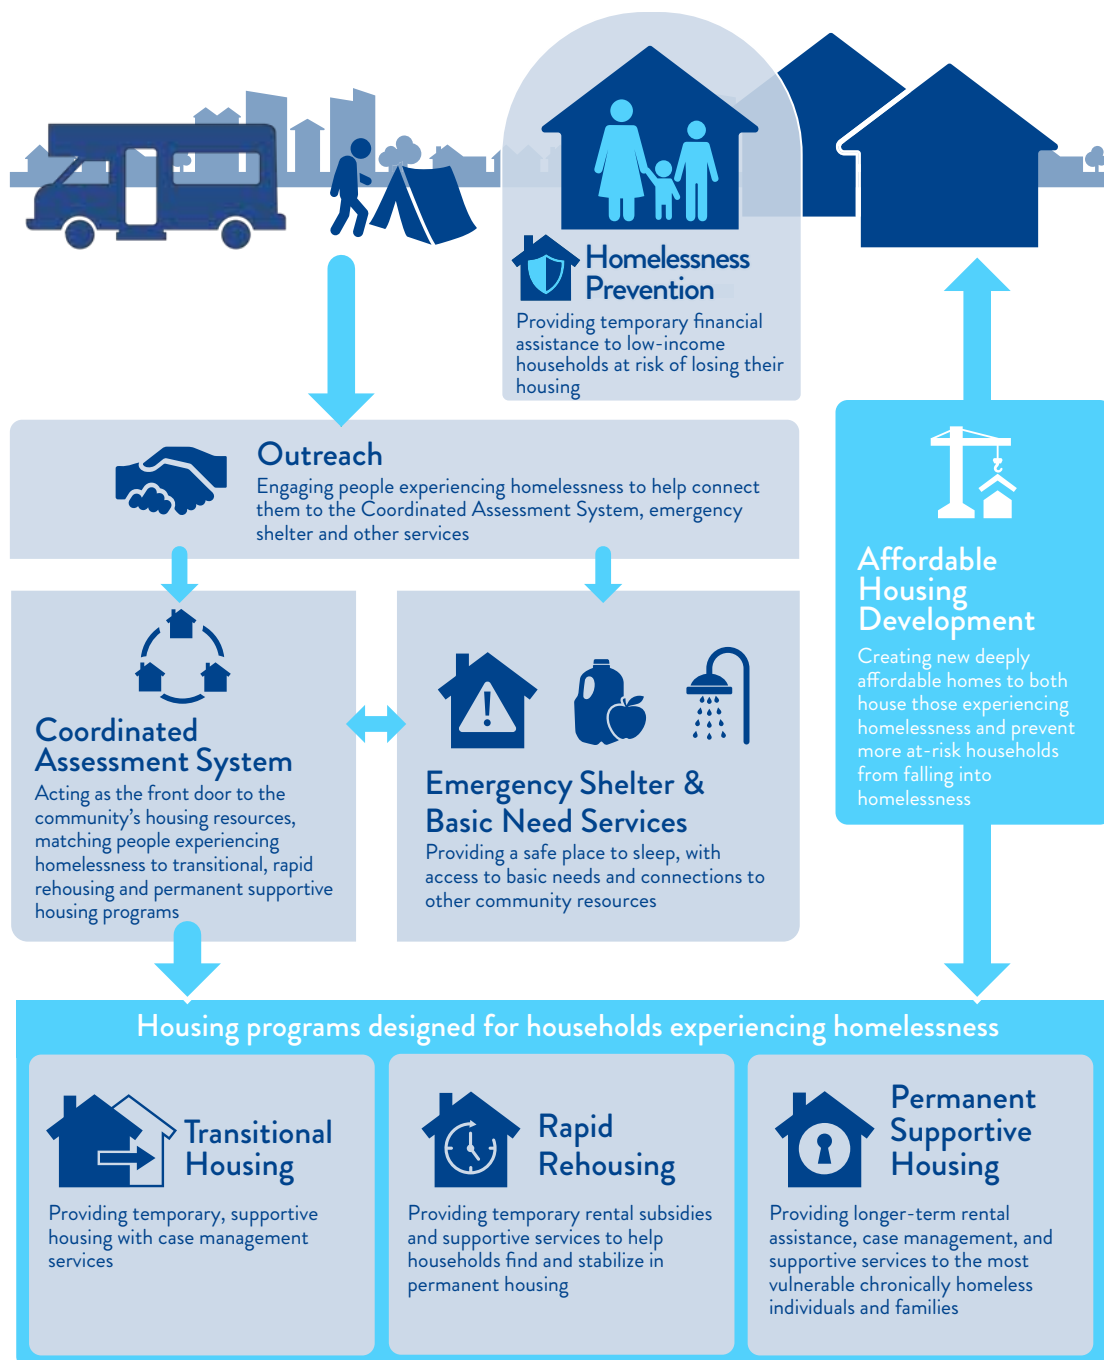 Homelessness
Prevention
Providing temporary financial
assistance to low-income
households at risk of losing their
housing
Outreach
Engaging people experiencing homelessness to help connect
them to the Coordinated Assessment System, emergency
shelter and other services
Affordable
Housing
Development
Creating new deeply
affordable homes to both
house those experiencing
homelessness and prevent
more at-risk households
from falling into
homelessness
Coordinated
Assessment System
Acting as the front door to the
community’s housing resources,
matching people experiencing
homelessness to transitional, rapid
rehousing and permanent supportive
housing programs
Emergency Shelter &
Basic Need Services
Providing a safe place to sleep, with
access to basic needs and connections to
other community resources
Housing programs designed for households experiencing homelessness
Transitional
Housing
Providing temporary, supportive
housing with case management
services
Rapid
Rehousing
Providing temporary rental subsidies
and supportive services to help
households find and stabilize in
permanent housing
Permanent
Supportive
Housing
Providing longer-term rental
assistance, case management, and
supportive services to the most
vulnerable chronically homeless
individuals and families